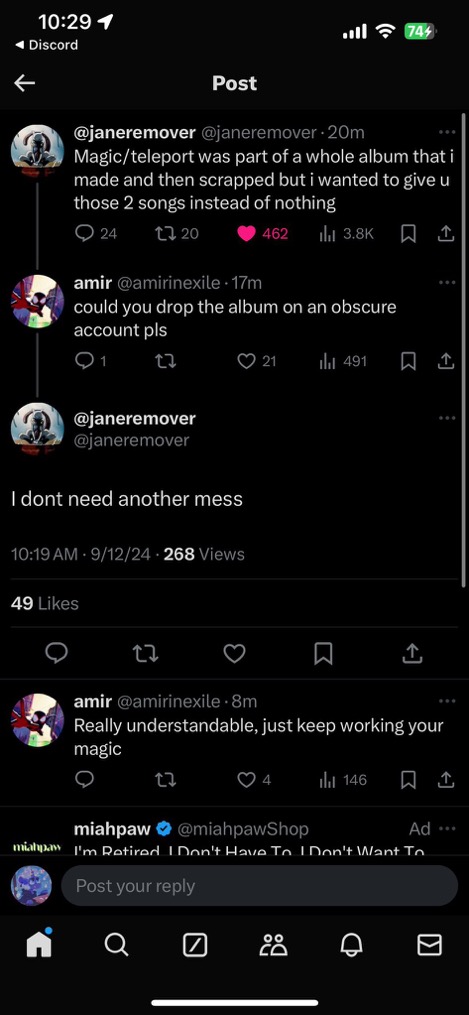 10:29
74
◄ Discord
Post
@janeremover @janeremover · 20m
Magic/teleport was part of a whole album that i
made and then scrapped but i wanted to give u
those 2 songs instead of nothing
24 20 462 3.8K
amir @amirinexile · 17m
could you drop the album on an obscure
account pls
1 21 491
@janeremover
@janeremover
I dont need another mess
10:19 AM · 9/12/24 · 268 Views
49 Likes
amir @amirinexile · 8m
Really understandable, just keep working your
magic
4 146
miahpaw @miahpawShop Ad
miahpaw
I'm Retired, I Don't Have To, I Don't Want To
Post your reply